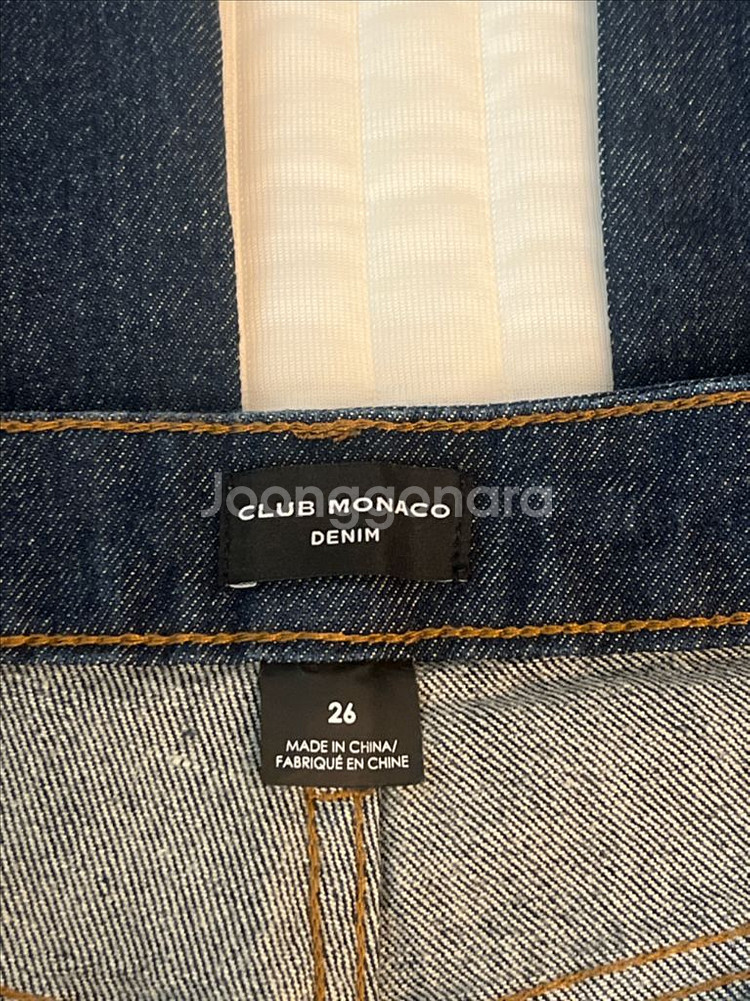 Joonggonara
CLUB MONACO
DENIM
26
MADE IN CHINA/
FABRIQUÉ EN CHINE